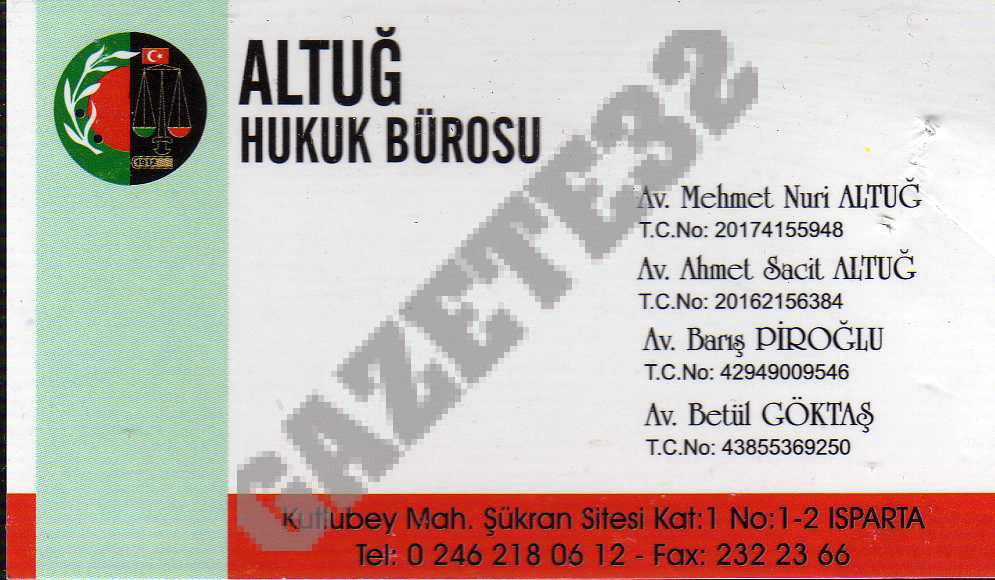 ALTUĞ
HUKUK BÜROSU
Av. Mehmet Nuri ALTUĞ
T.C.No: 20174155948
Av. Ahmet Sacit ALTUĞ
T.C.No: 20162156384
Av. Barış PİROĞLU
T.C.No: 42949009546
Av. Betül GÖKTAŞ
T.C.No: 43855369250
Kutlubey Mah. Şükran Sitesi Kat:1 No:1-2 ISPARTA
Tel: 0 246 218 06 12 - Fax: 232 23 66
GAZETE32